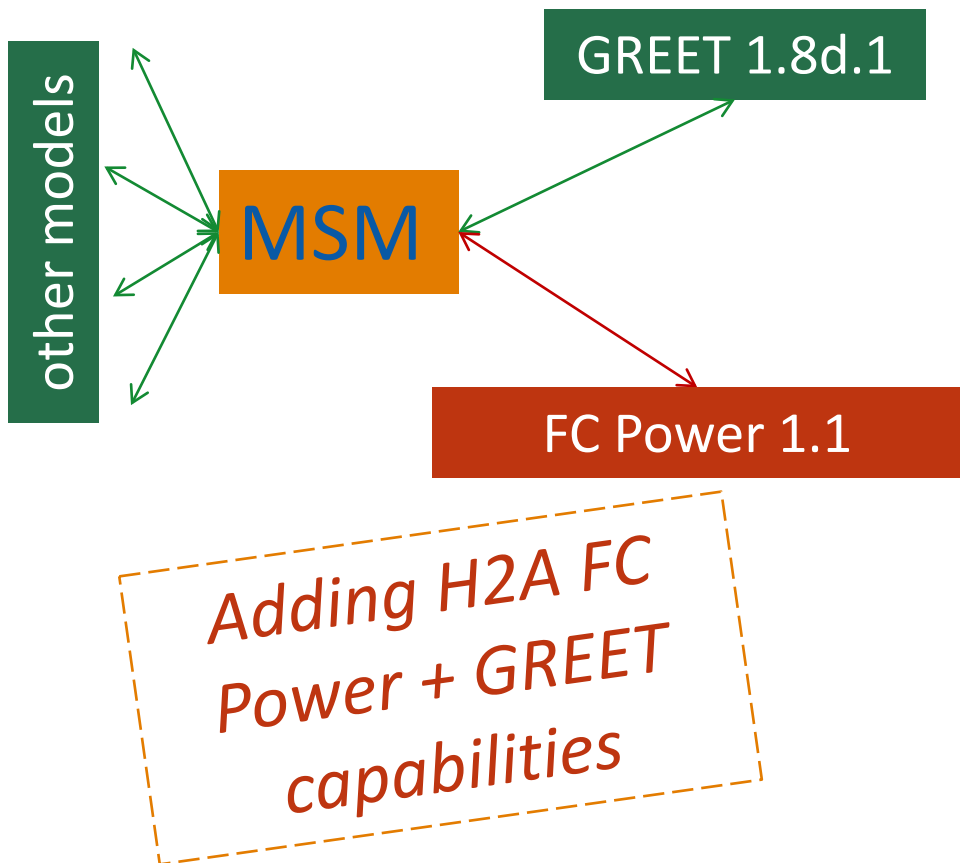 other models
GREET 1.8d.1
MSM
FC Power 1.1
Adding H2A FC
Power + GREET
capabilities